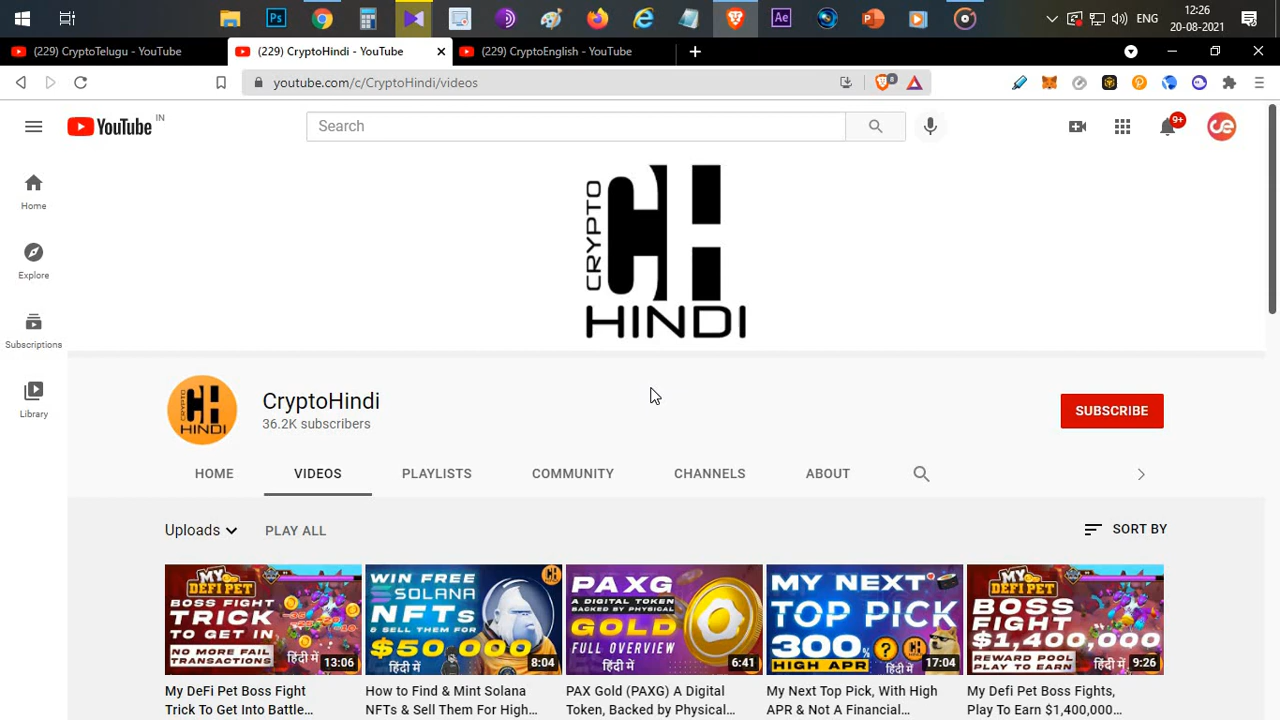 12:26
ENG
20-08-2021
(229) CryptoTelugu - YouTube
(229) CryptoHindi - YouTube
(229) CryptoEnglish - YouTube
youtube.com/c/CryptoHindi/videos
YouTube IN
Search
9+
Home
Explore
Subscriptions
Library
CRYPTO
CH
HINDI
CryptoHindi
36.2K subscribers
SUBSCRIBE
HOME VIDEOS PLAYLISTS COMMUNITY CHANNELS ABOUT
Uploads PLAY ALL SORT BY
MY DEFI PET
BOSS FIGHT
TRICK
TO GET IN
NO MORE FAIL
TRANSACTIONS
हिंदी में
13:06
WIN FREE
SOLANA
NFTs
& SELL THEM FOR
$50 000
हिंदी में
8:04
PAXG
A DIGITAL
TOKEN
BACKED BY PHYSICAL
GOLD
FULL OVERVIEW
हिंदी में
6:41
MY NEXT
TOP PICK
300%
HIGH APR
हिंदी में
17:04
MY DEFI PET
BOSS
FIGHT
$1,400,000
REWARD POOL
PLAY TO EARN
हिंदी में
9:26
My DeFi Pet Boss Fight
Trick To Get Into Battle...
How to Find & Mint Solana
NFTs & Sell Them For High...
PAX Gold (PAXG) A Digital
Token, Backed by Physical...
My Next Top Pick, With High
APR & Not A Financial...
My Defi Pet Boss Fights,
Play To Earn $1,400,000...